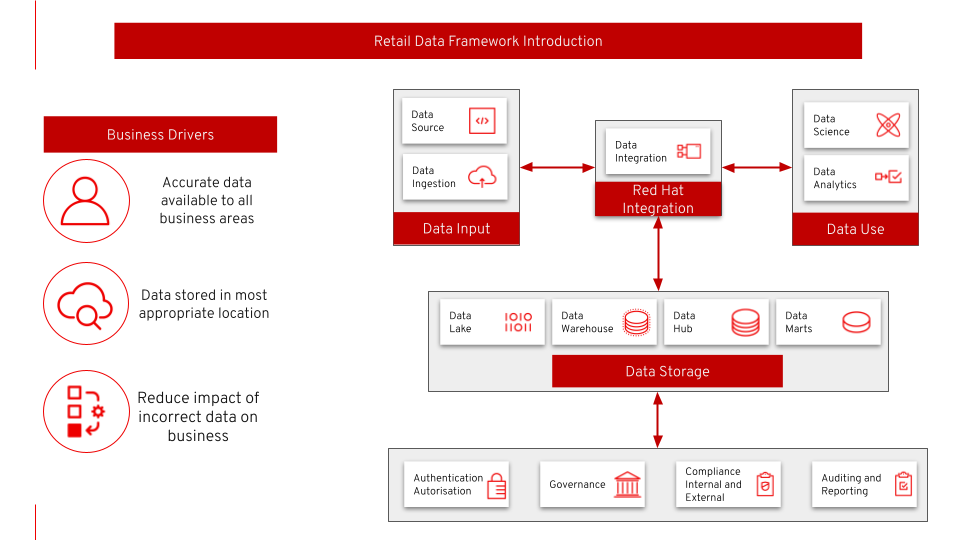 Retail Data Framework Introduction
Business Drivers
Accurate data
available to all
business areas
Data stored in most
appropriate location
Reduce impact of
incorrect data on
business
Data
Source
</>
Data
Ingestion
Data Input
Data
Integration
Red Hat
Integration
Data
Science
Data
Analytics
Data Use
Data
Lake
1010
11011
Data
Warehouse
Data
Hub
Data
Marts
Data Storage
Authentication
Autorisation
Governance
Compliance
Internal and
External
Auditing and
Reporting